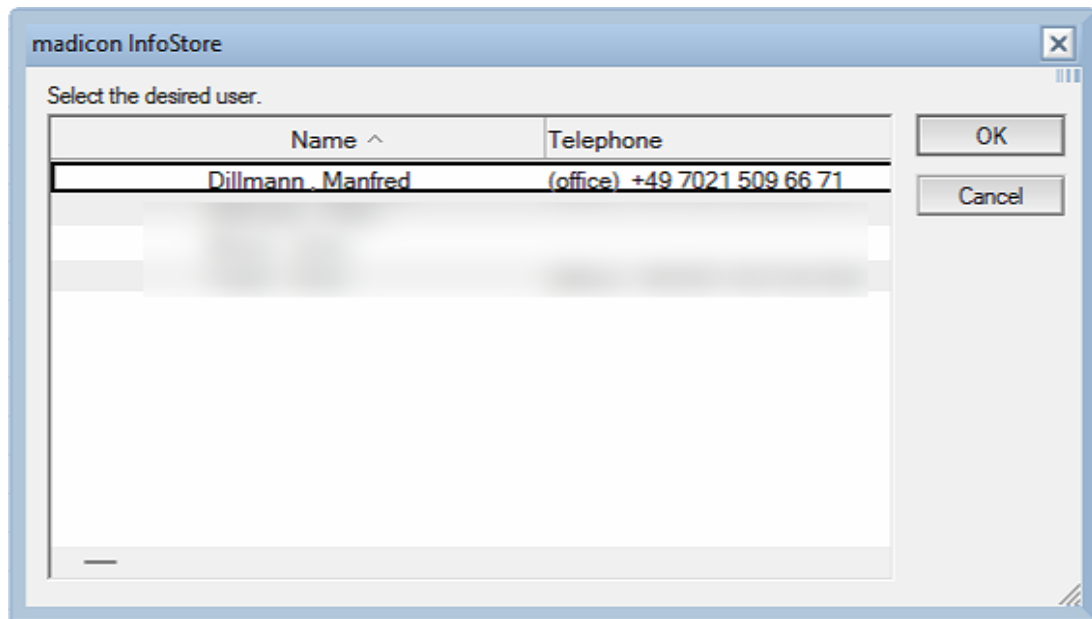 madicon InfoStore
Select the desired user.
Name Telephone
OK
Dillmann , Manfred (office) +49 7021 509 66 71
Cancel